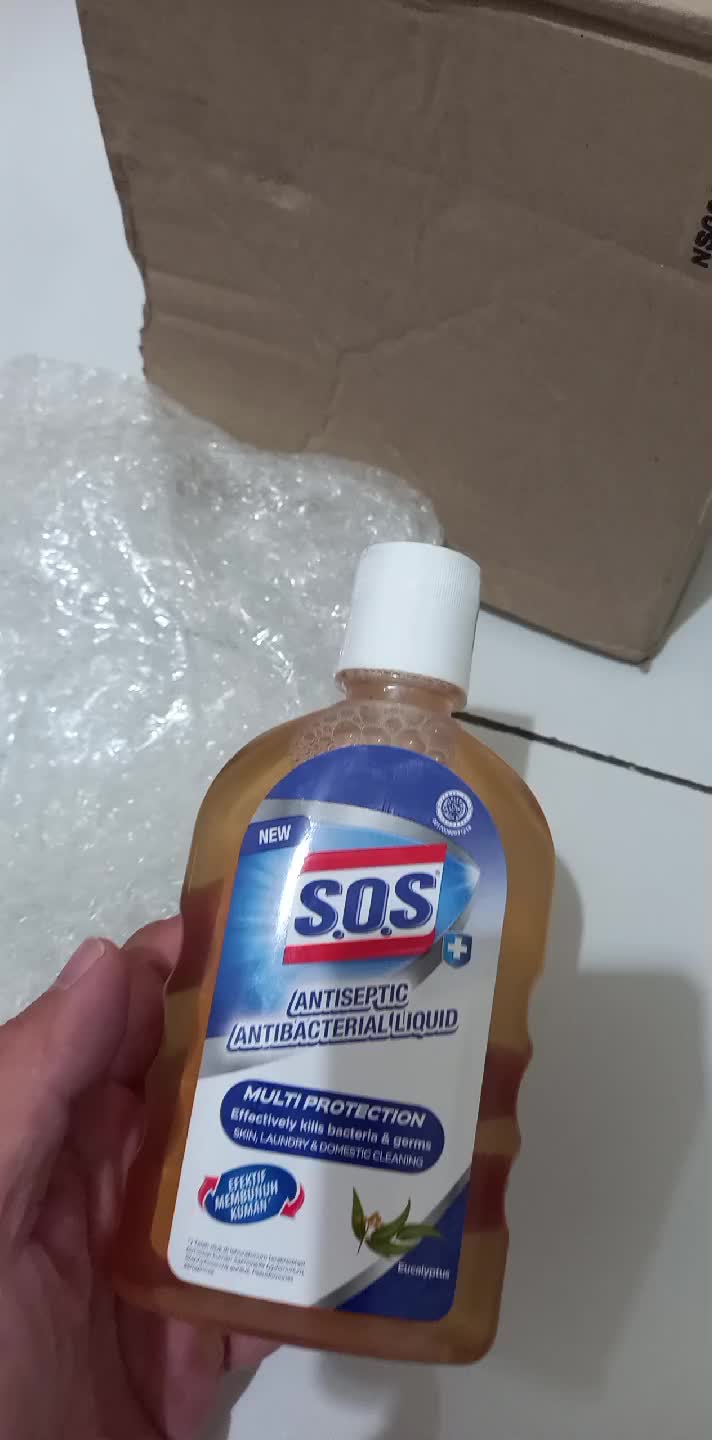 NEW
S.O.S
ANTISEPTIC
ANTIBACTERIAL LIQUID
MULTI PROTECTION
Effectively kills bacteria & germs
SKIN, LAUNDRY & DOMESTIC CLEANING
EFEKTIF
MEMBUNUH
KUMAN
Eucalyptus